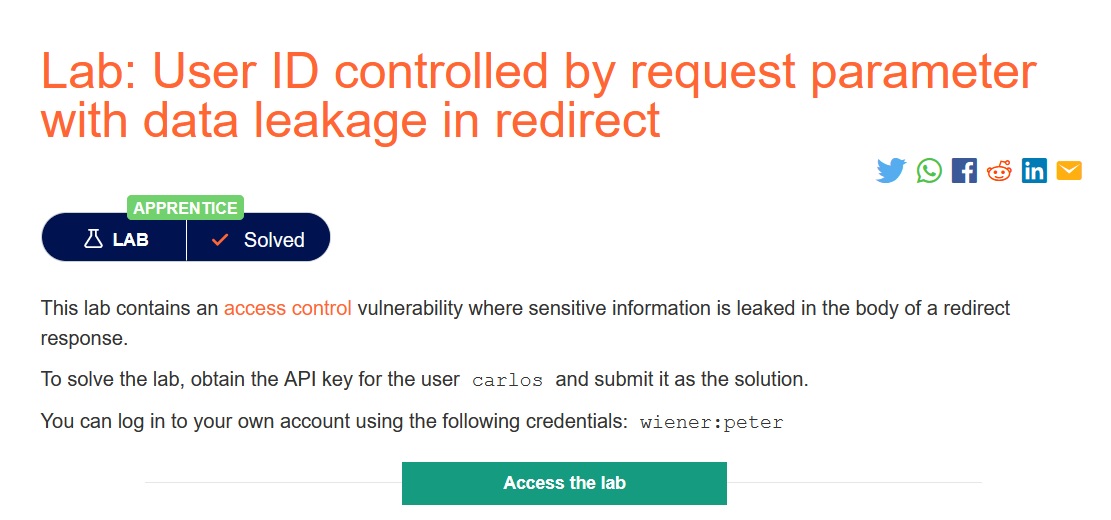 Lab: User ID controlled by request parameter
with data leakage in redirect
in
APPRENTICE
LAB
Solved
This lab contains an access control vulnerability where sensitive information is leaked in the body of a redirect
response.
To solve the lab, obtain the API key for the user carlos and submit it as the solution.
You can log in to your own account using the following credentials: wiener:peter
Access the lab